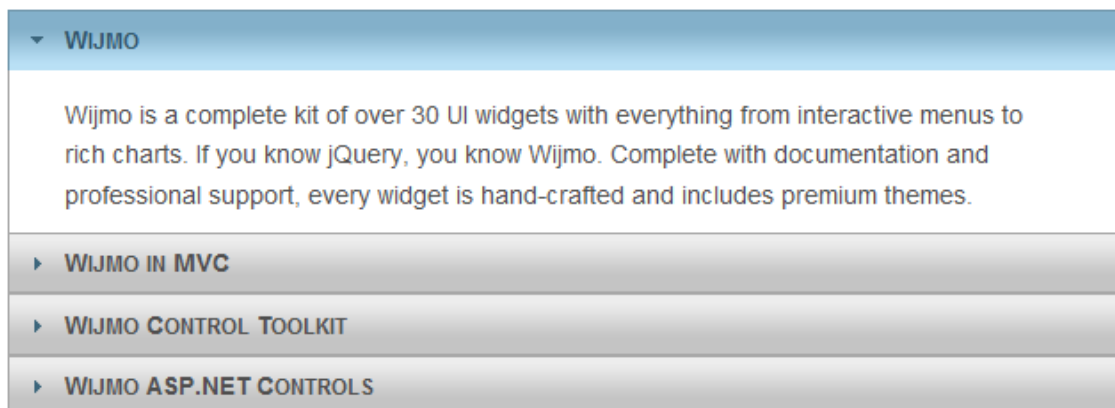 Wijmo
Wijmo is a complete kit of over 30 UI widgets with everything from interactive menus to
rich charts. If you know jQuery, you know Wijmo. Complete with documentation and
professional support, every widget is hand-crafted and includes premium themes.
Wijmo in MVC
Wijmo Control Toolkit
Wijmo ASP.NET Controls